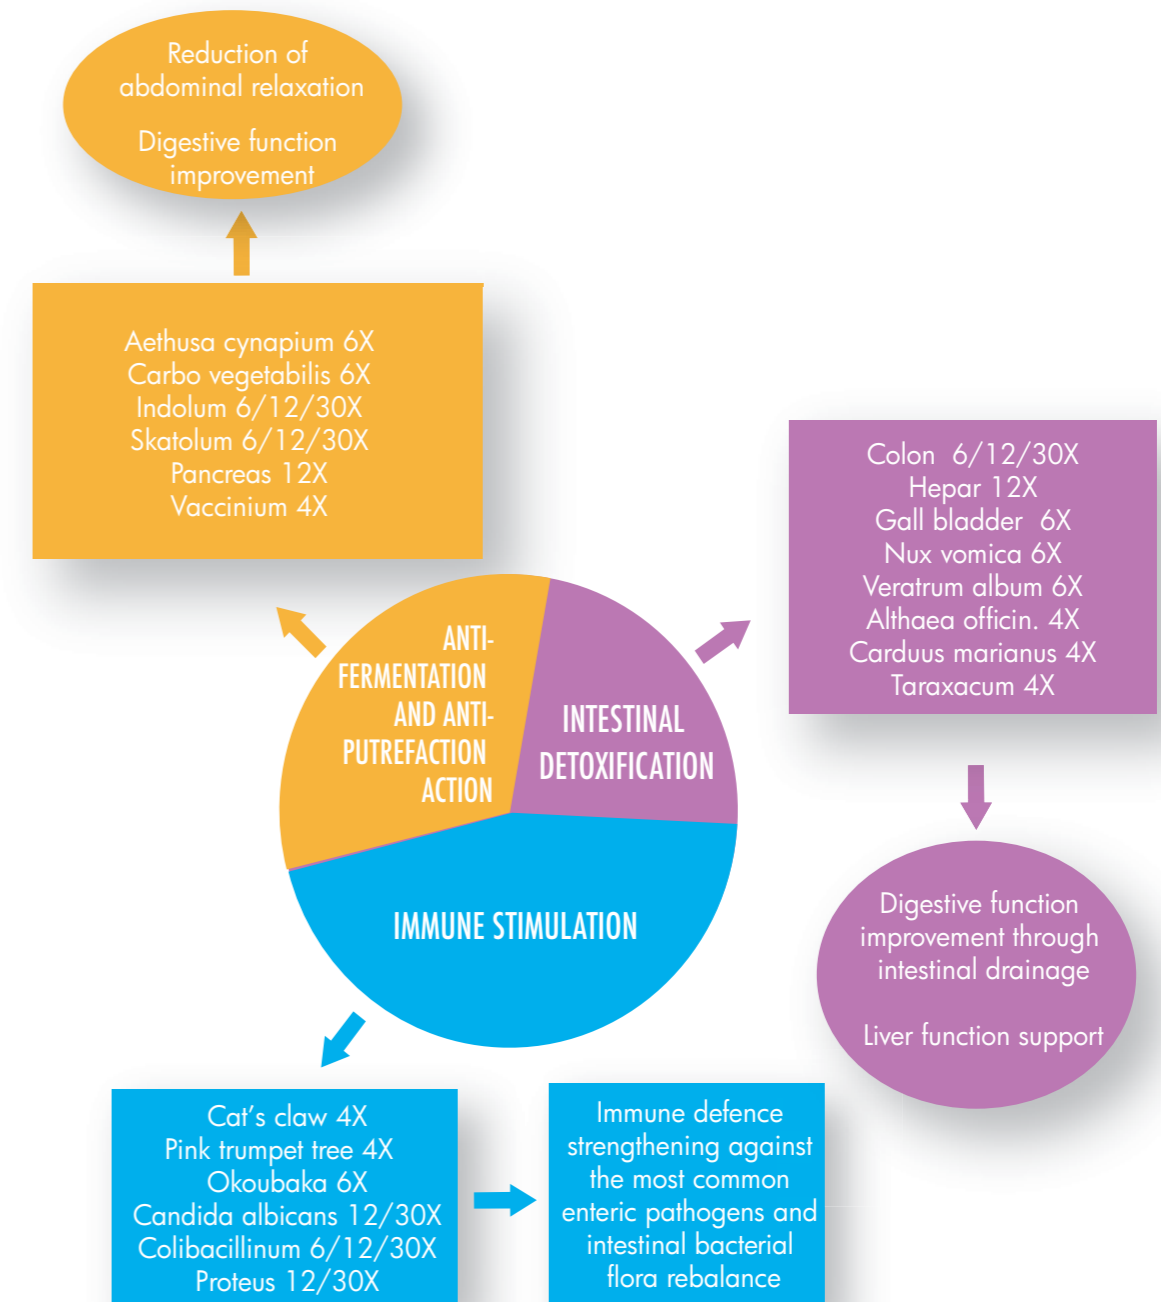 Reduction of
abdominal relaxation
Digestive function
improvement
Aethusa cynapium 6X
Carbo vegetabilis 6X
Indolum 6/12/30X
Skatolum 6/12/30X
Pancreas 12X
Vaccinium 4X
Colon 6/12/30X
Hepar 12X
Gall bladder 6X
Nux vomica 6X
Veratrum album 6X
Althaea officin. 4X
Carduus marianus 4X
Taraxacum 4X
ANTI-
FERMENTATION
AND ANTI-
PUTREFACTION
ACTION
INTESTINAL
DETOXIFICATION
IMMUNE STIMULATION
Digestive function
improvement through
intestinal drainage
Liver function support
Cat's claw 4X
Pink trumpet tree 4X
Okoubaka 6X
Candida albicans 12/30X
Colibacillinum 6/12/30X
Proteus 12/30X
Immune defence
strengthening against
the most common
enteric pathogens and
intestinal bacterial
flora rebalance